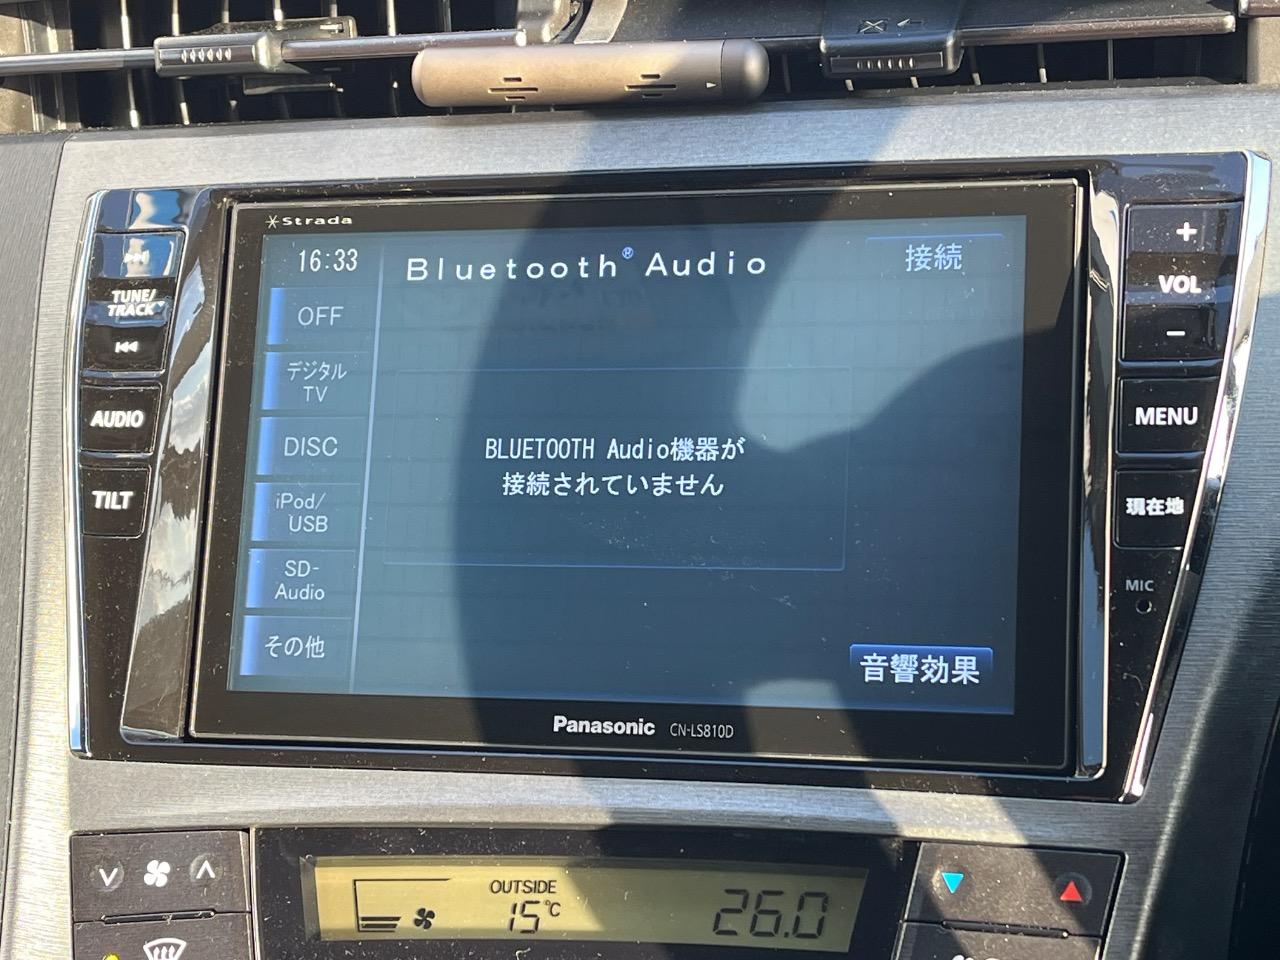 Strada
16:33
Bluetooth® Audio
接続
OFF
デジタル
TV
DISC
iPod/
USB
SD-
Audio
その他
BLUETOOTH Audio機器が
接続されていません
音響効果
Panasonic CN-LS810D
TUNE/
TRACK
AUDIO
TILT
+
VOL
−
MENU
現在地
MIC
OUTSIDE
15℃
26.0